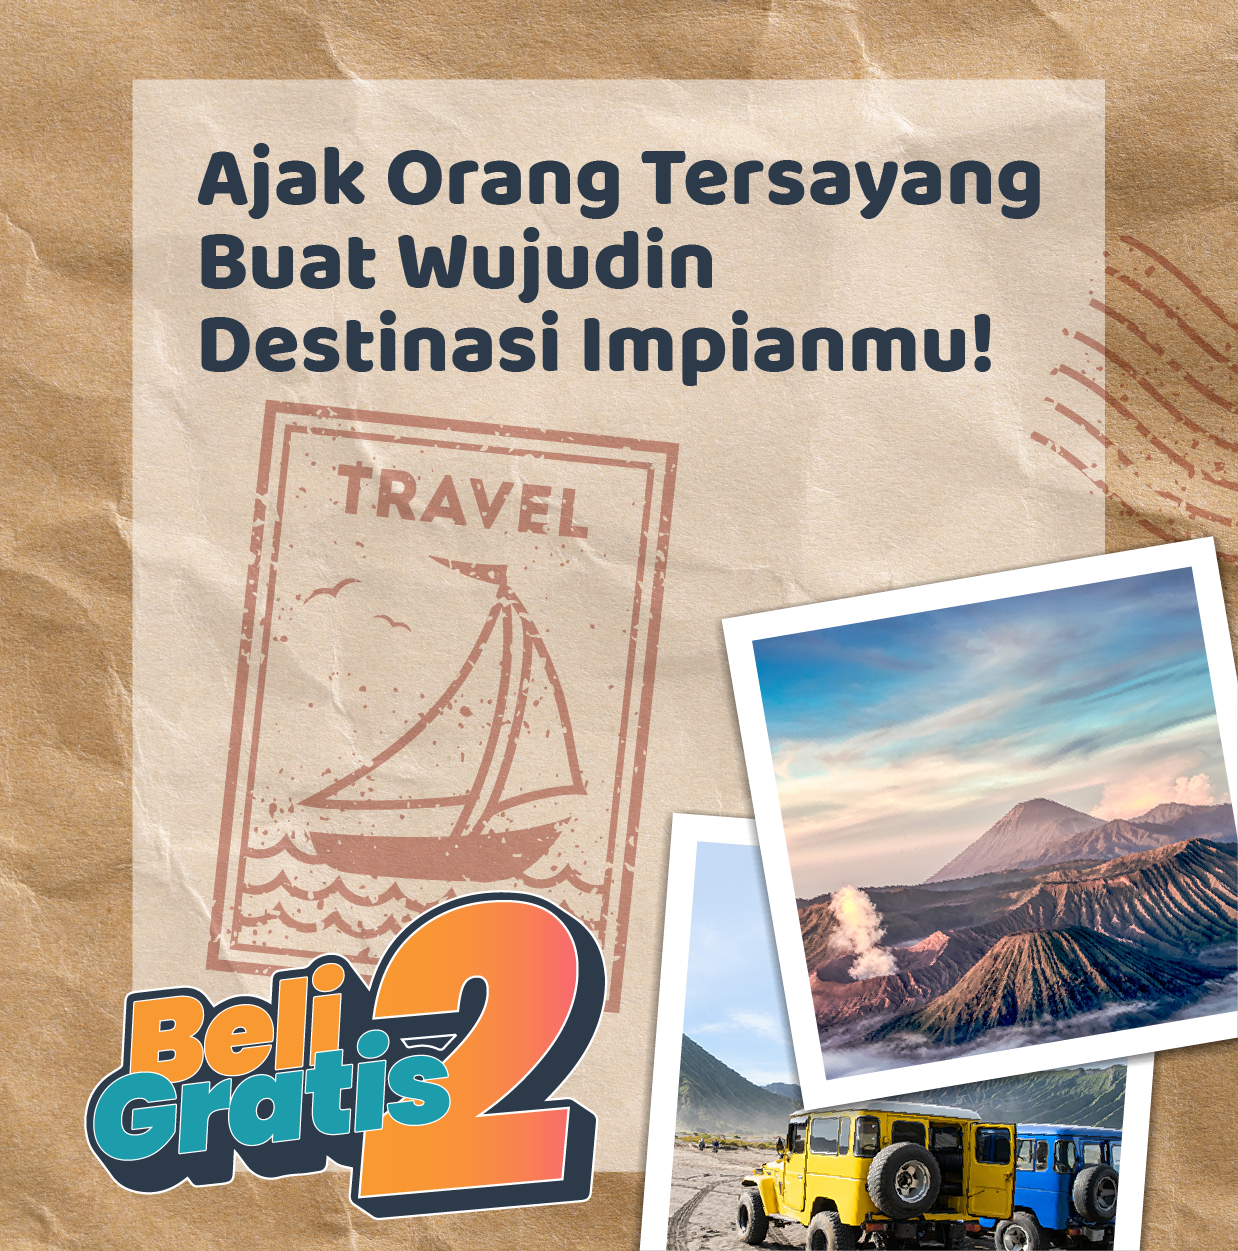 Ajak Orang Tersayang
Buat Wujudin
Destinasi Impianmu!
TRAVEL
Beli 2
Gratis